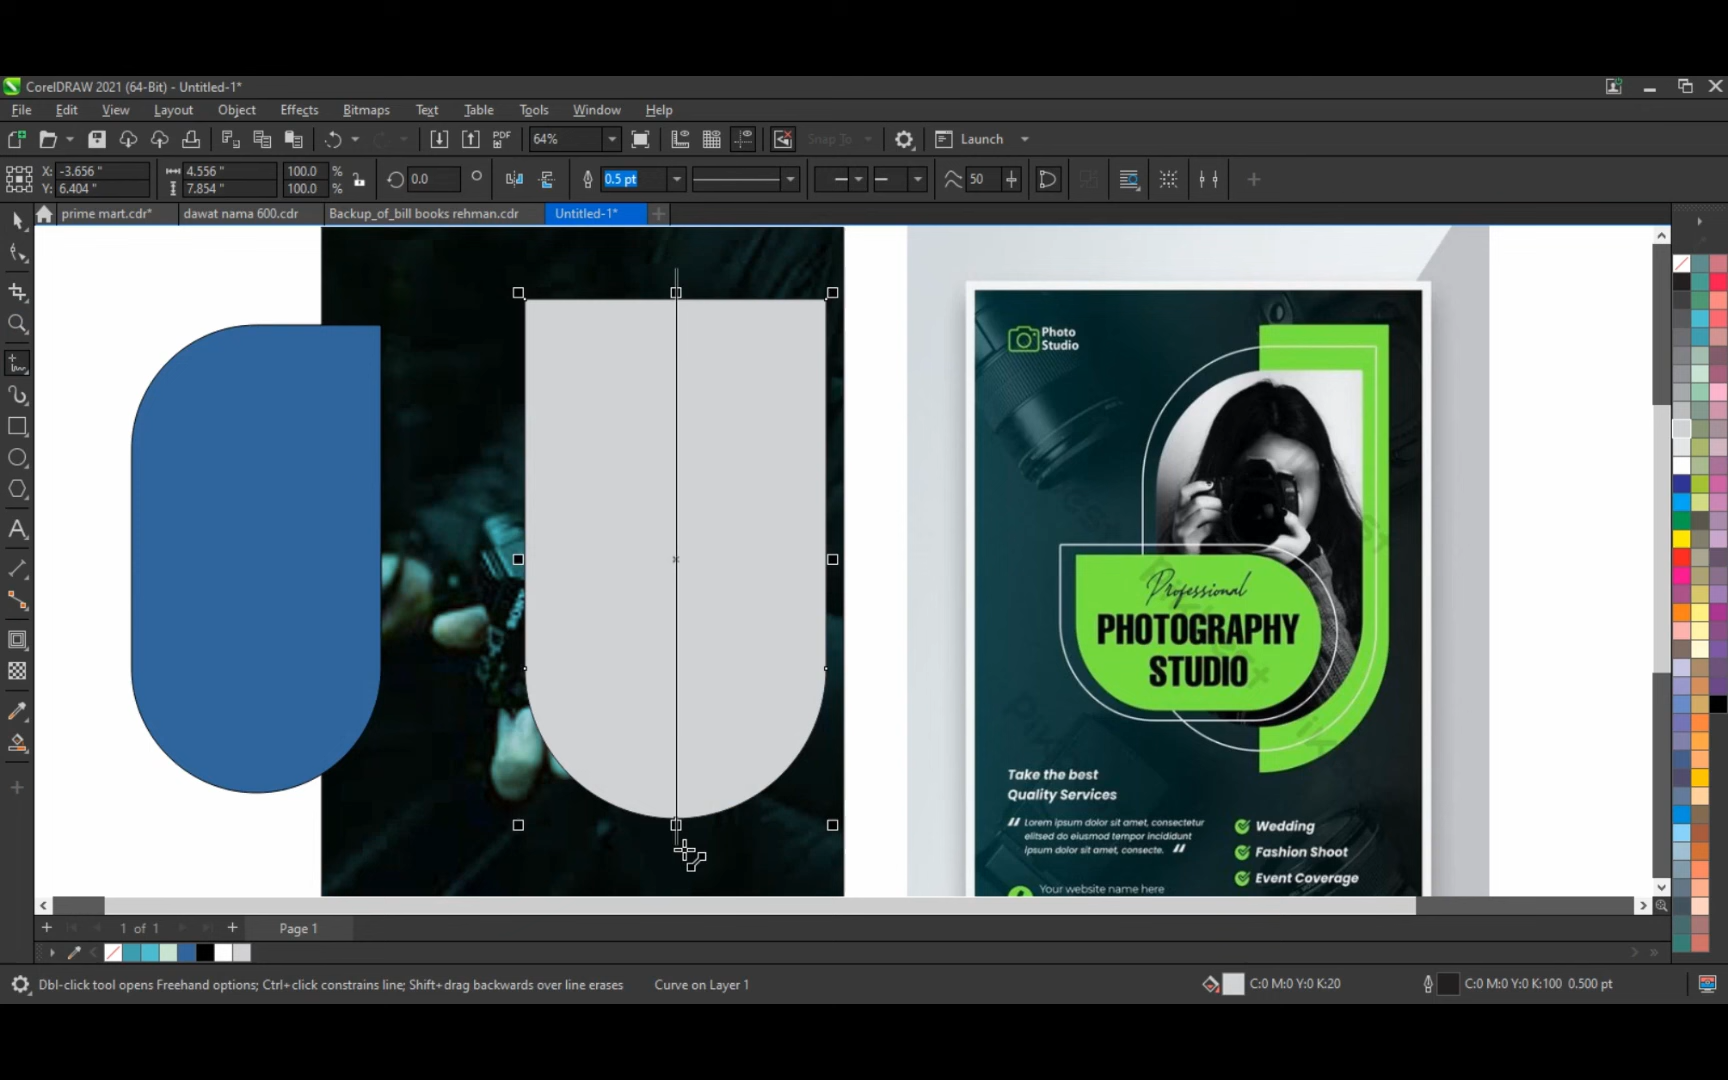 CorelDRAW 2021 (64-Bit) - Untitled-1*
File Edit View Layout Object Effects Bitmaps Text Table Tools Window Help
PDF 64% Snap To Launch
X: -3.656 " 4.556 " 100.0 % 0.0 0.5 pt 50
Y: 6.404 " 7.854 " 100.0 %
prime mart.cdr* dawat nama 600.cdr Backup_of_bill books rehman.cdr Untitled-1*
Photo
Studio
Professional
PHOTOGRAPHY
STUDIO
Take the best
Quality Services
Lorem ipsum dolor sit amet, consectetur
elitsed do eiusmod tempor incididunt
ipsum dolor sit amet, consecte.
Wedding
Fashion Shoot
Event Coverage
Your website name here
1 of 1 Page 1
Dbl-click tool opens Freehand options; Ctrl+click constrains line; Shift+drag backwards over line erases Curve on Layer 1 C:0 M:0 Y:0 K:20 C:0 M:0 Y:0 K:100 0.500 pt